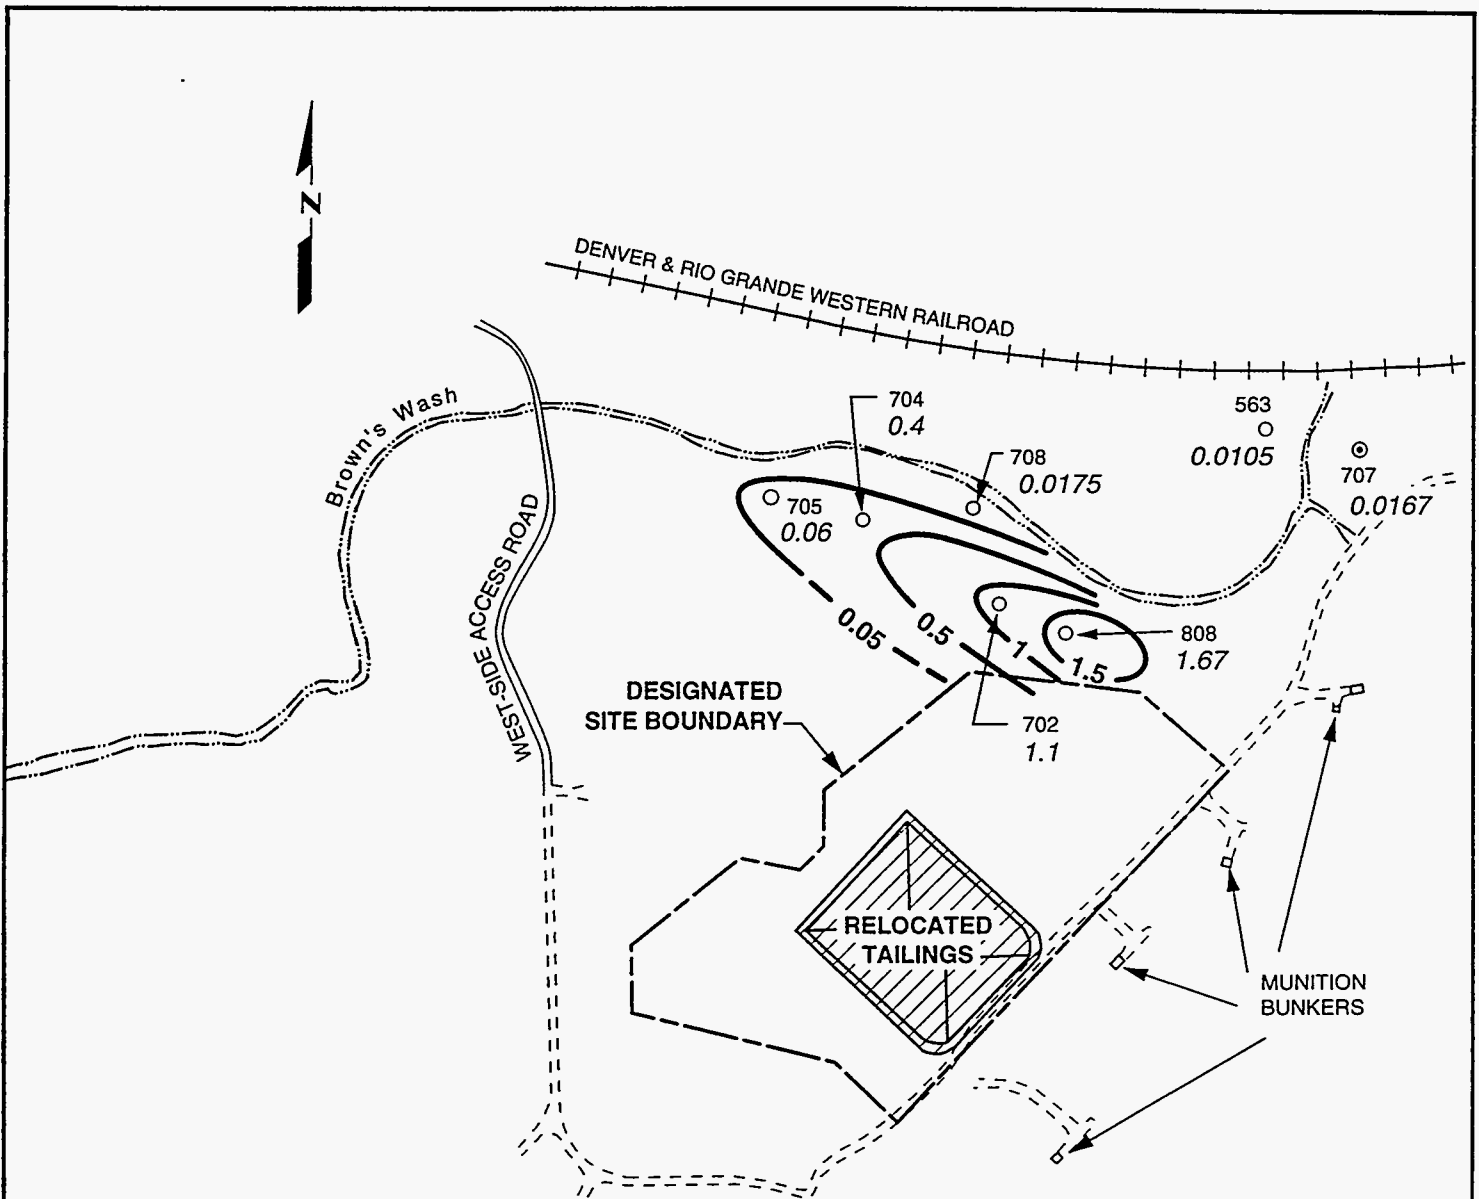 N
DENVER & RIO GRANDE WESTERN RAILROAD
Brown's Wash
WEST-SIDE ACCESS ROAD
704
0.4
563
0.0105
707
0.0167
708
0.0175
705
0.06
0.05
0.5
1
1.5
808
1.67
702
1.1
DESIGNATED
SITE BOUNDARY
RELOCATED
TAILINGS
MUNITION
BUNKERS